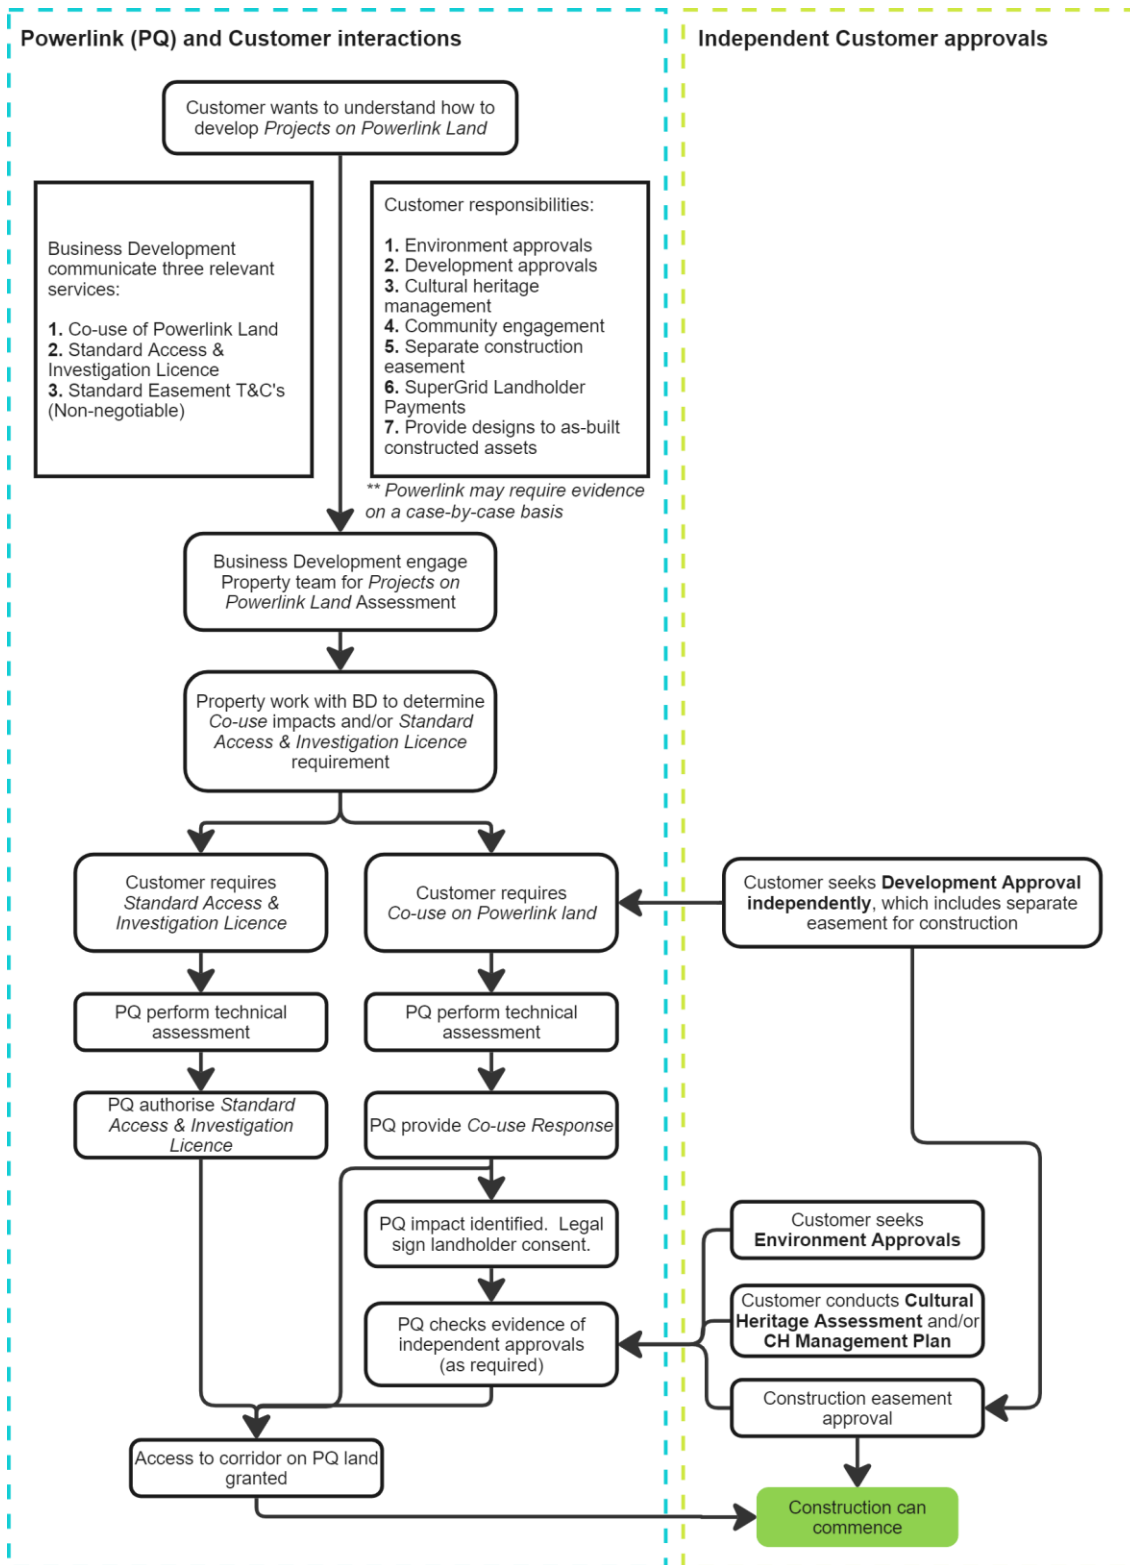 Powerlink (PQ) and Customer interactions
Independent Customer approvals
Customer wants to understand how to
develop Projects on Powerlink Land
Business Development
communicate three relevant
services:
1. Co-use of Powerlink Land
2. Standard Access &
Investigation Licence
3. Standard Easement T&C's
(Non-negotiable)
Customer responsibilities:
1. Environment approvals
2. Development approvals
3. Cultural heritage
management
4. Community engagement
5. Separate construction
easement
6. SuperGrid Landholder
Payments
7. Provide designs to as-built
constructed assets
** Powerlink may require evidence
on a case-by-case basis
Business Development engage
Property team for Projects on
Powerlink Land Assessment
Property work with BD to determine
Co-use impacts and/or Standard
Access & Investigation Licence
requirement
Customer requires
Standard Access &
Investigation Licence
Customer requires
Co-use on Powerlink land
Customer seeks Development Approval
independently, which includes separate
easement for construction
PQ perform technical
assessment
PQ perform technical
assessment
PQ authorise Standard
Access & Investigation
Licence
PQ provide Co-use Response
PQ impact identified. Legal
sign landholder consent.
Customer seeks
Environment Approvals
PQ checks evidence of
independent approvals
(as required)
Customer conducts Cultural
Heritage Assessment and/or
CH Management Plan
Construction easement
approval
Access to corridor on PQ land
granted
Construction can
commence